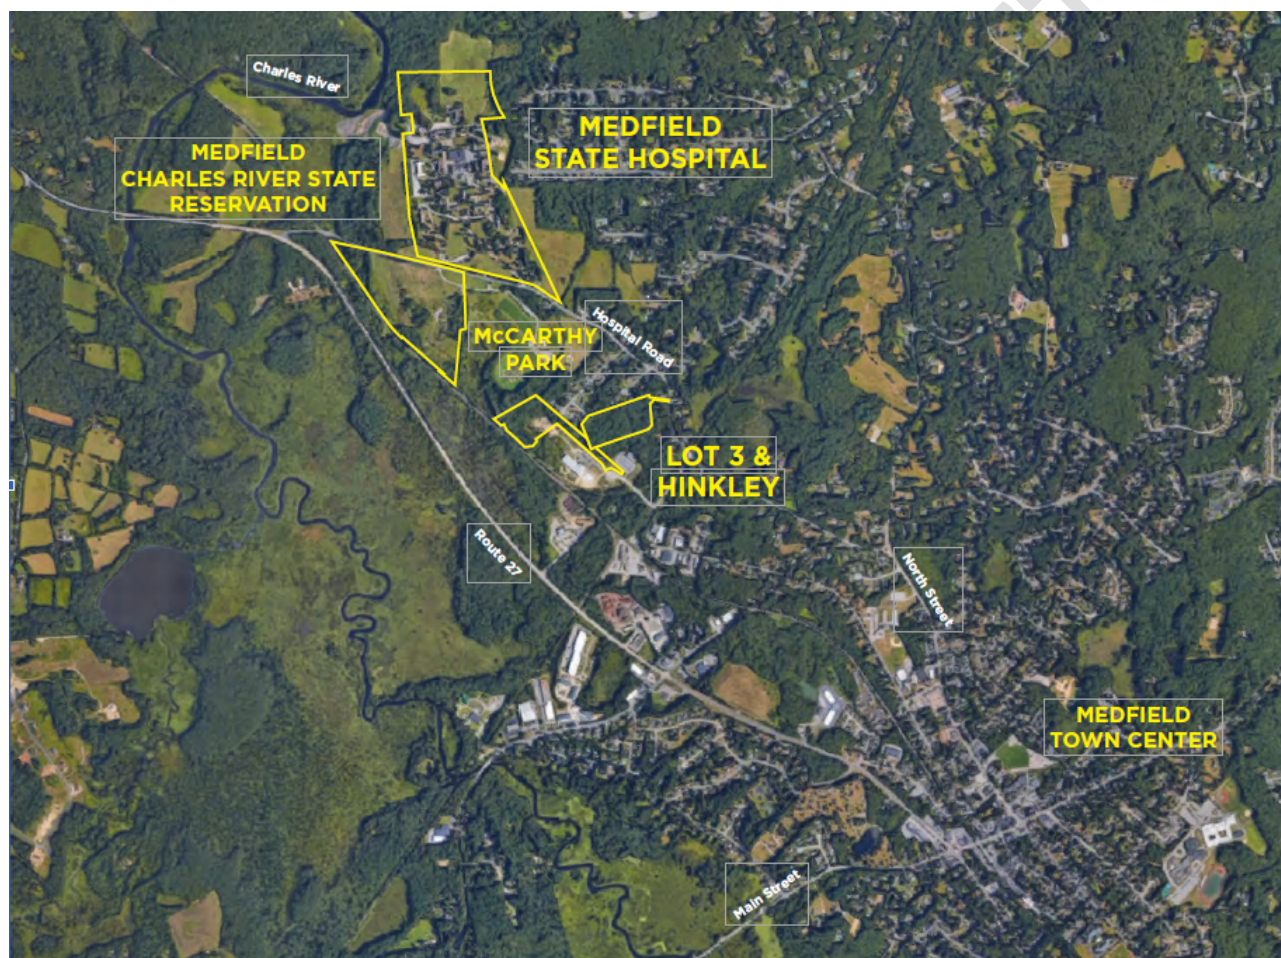 Charles River
MEDFIELD
STATE HOSPITAL
MEDFIELD
CHARLES RIVER STATE
RESERVATION
Hospital Road
McCARTHY
PARK
LOT 3 &
HINKLEY
Route 27
North Street
MEDFIELD
TOWN CENTER
Main Street